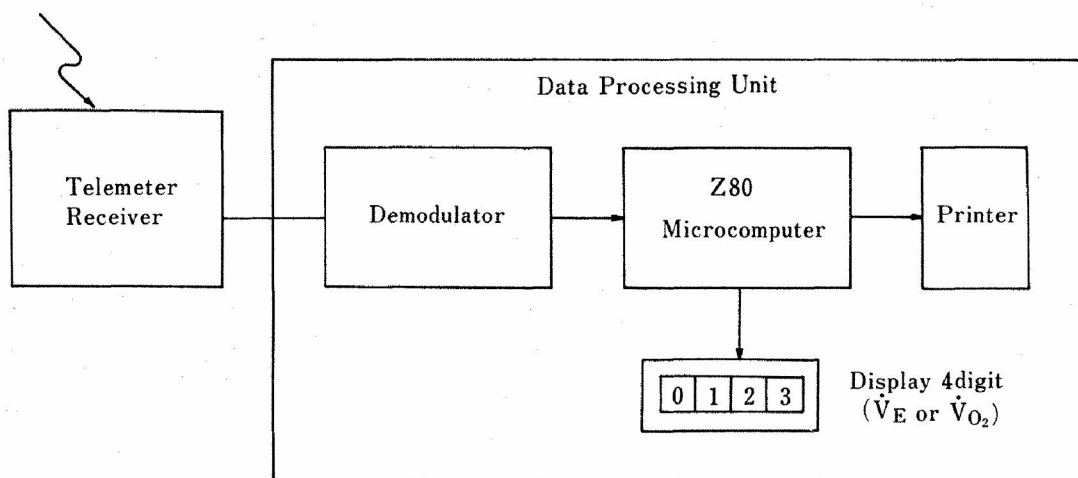 Data Processing Unit
Telemeter
Receiver
Demodulator
Z80
Microcomputer
Printer
0 1 2 3
Display 4digit
(V̇E or V̇O₂)